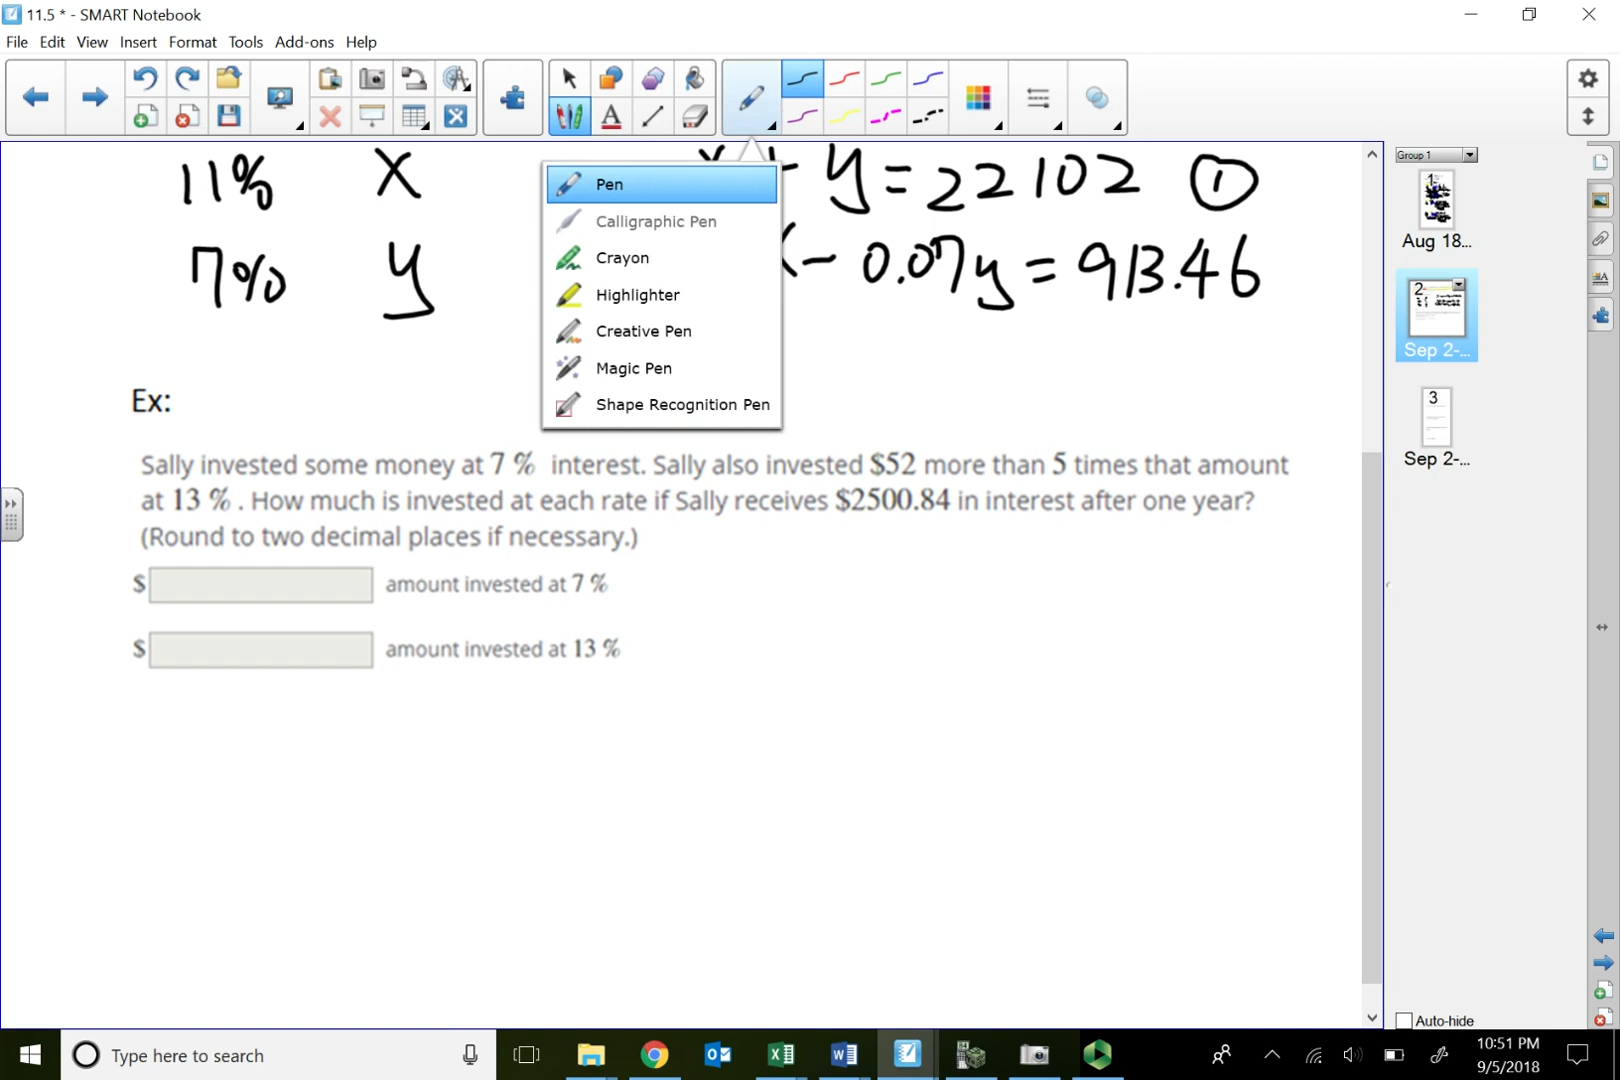 11.5 * - SMART Notebook
File Edit View Insert Format Tools Add-ons Help
11% X y = 22102 ①
7% y - 0.07y = 913.46
Pen
Calligraphic Pen
Crayon
Highlighter
Creative Pen
Magic Pen
Shape Recognition Pen
Ex:
Sally invested some money at 7 % interest. Sally also invested $52 more than 5 times that amount
at 13 % . How much is invested at each rate if Sally receives $2500.84 in interest after one year?
(Round to two decimal places if necessary.)
$ amount invested at 7 %
$ amount invested at 13 %
Group 1
1
Aug 18...
2
Sep 2-...
3
Sep 2-...
Auto-hide
Type here to search
10:51 PM
9/5/2018